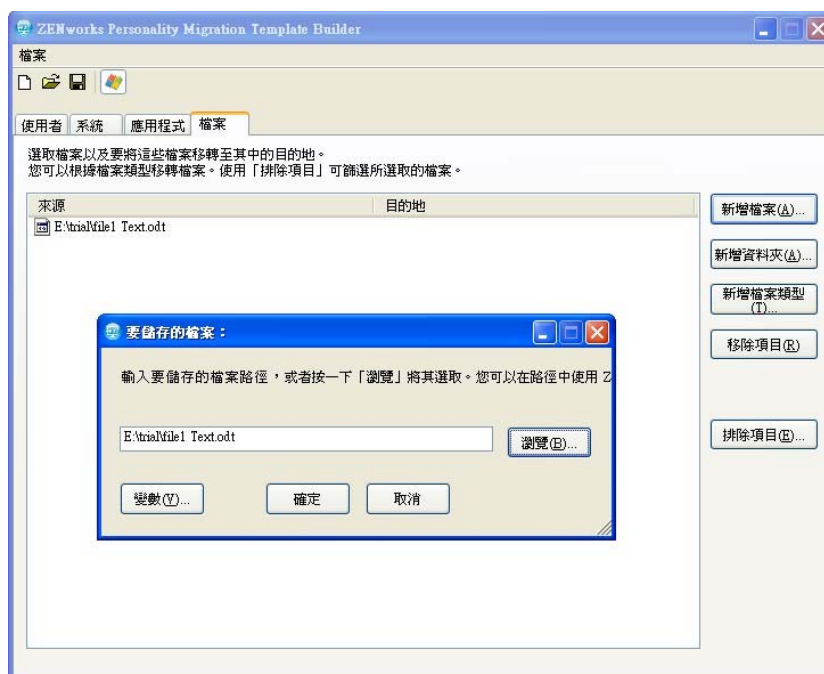 ZENworks Personality Migration Template Builder
檔案
使用者 系統 應用程式 檔案
選取檔案以及要將這些檔案移轉至其中的目的地。
您可以根據檔案類型移轉檔案。使用「排除項目」可篩選所選取的檔案。
來源 目的地
E:\trial\file1 Text.odt
新增檔案(A)...
新增資料夾(A)...
新增檔案類型
(T)...
移除項目(R)
排除項目(E)...
要儲存的檔案：
輸入要儲存的檔案路徑，或者按一下「瀏覽」將其選取。您可以在路徑中使用 Z
E:\trial\file1 Text.odt
瀏覽(B)...
變數(V)... 確定 取消